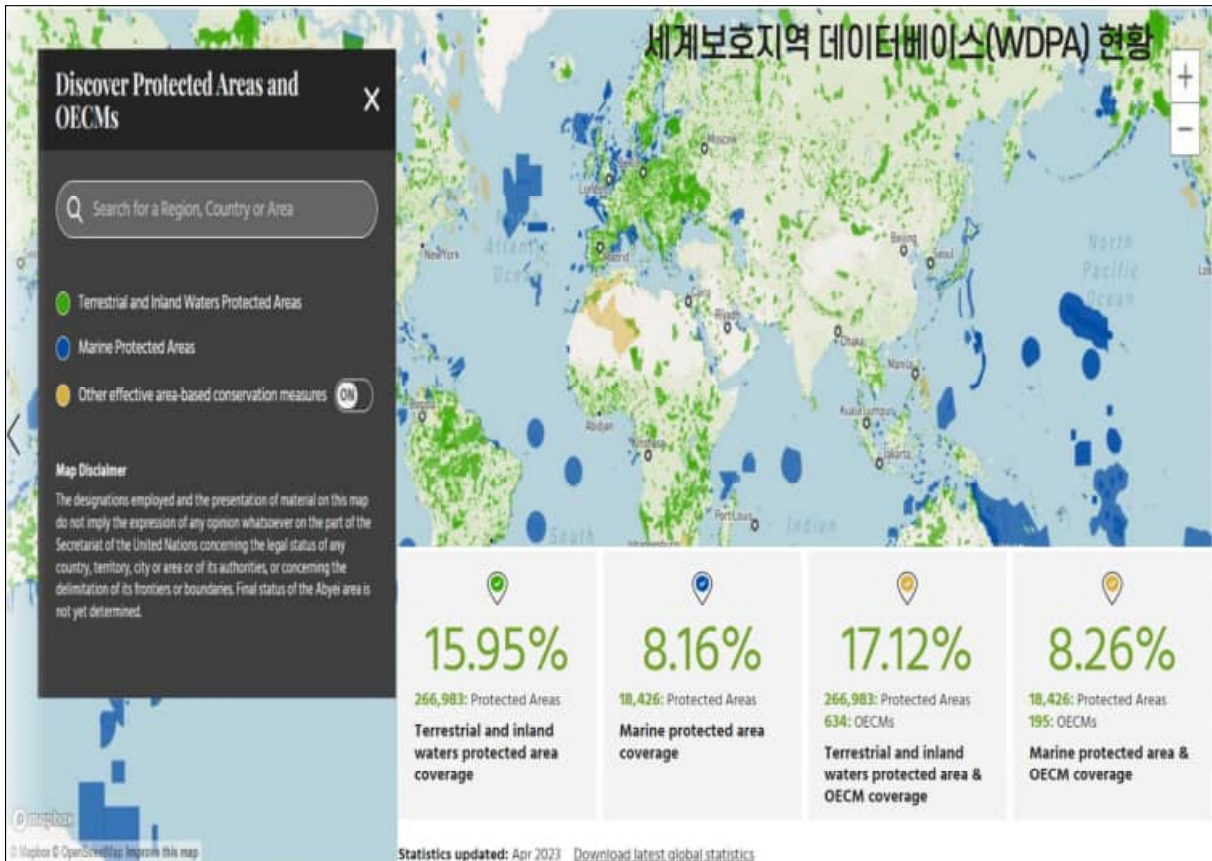 세계보호지역 데이터베이스(WDPA) 현황
Discover Protected Areas and
OECMs
X
+
−
Search for a Region, Country or Area
Terrestrial and Inland Waters Protected Areas
Marine Protected Areas
Other effective area-based conservation measures ON
Map Disclaimer
The designations employed and the presentation of material on this map
do not imply the expression of any opinion whatsoever on the part of the
Secretariat of the United Nations concerning the legal status of any
country, territory, city or area or of its authorities, or concerning the
delimitation of its frontiers or boundaries. Final status of the Abyei area is
not yet determined.
Moscow
Berlin
London
Madrid
New York
Atlantic
Ocean
Beijing
Seoul
North
Pacific
Ocean
Cairo
Riyadh
Dhaka
Manila
Bogota
Abidjan
Kinshasa
Kuala Lumpur
Jakarta
Port Louis
Indian
South
15.95%
266,983: Protected Areas
Terrestrial and inland
waters protected area
coverage
8.16%
18,426: Protected Areas
Marine protected area
coverage
17.12%
266,983: Protected Areas
634: OECMs
Terrestrial and inland
waters protected area &
OECM coverage
8.26%
18,426: Protected Areas
195: OECMs
Marine protected area &
OECM coverage
mapbox
© Mapbox © OpenStreetMap Improve this map
Statistics updated: Apr 2023 Download latest global statistics